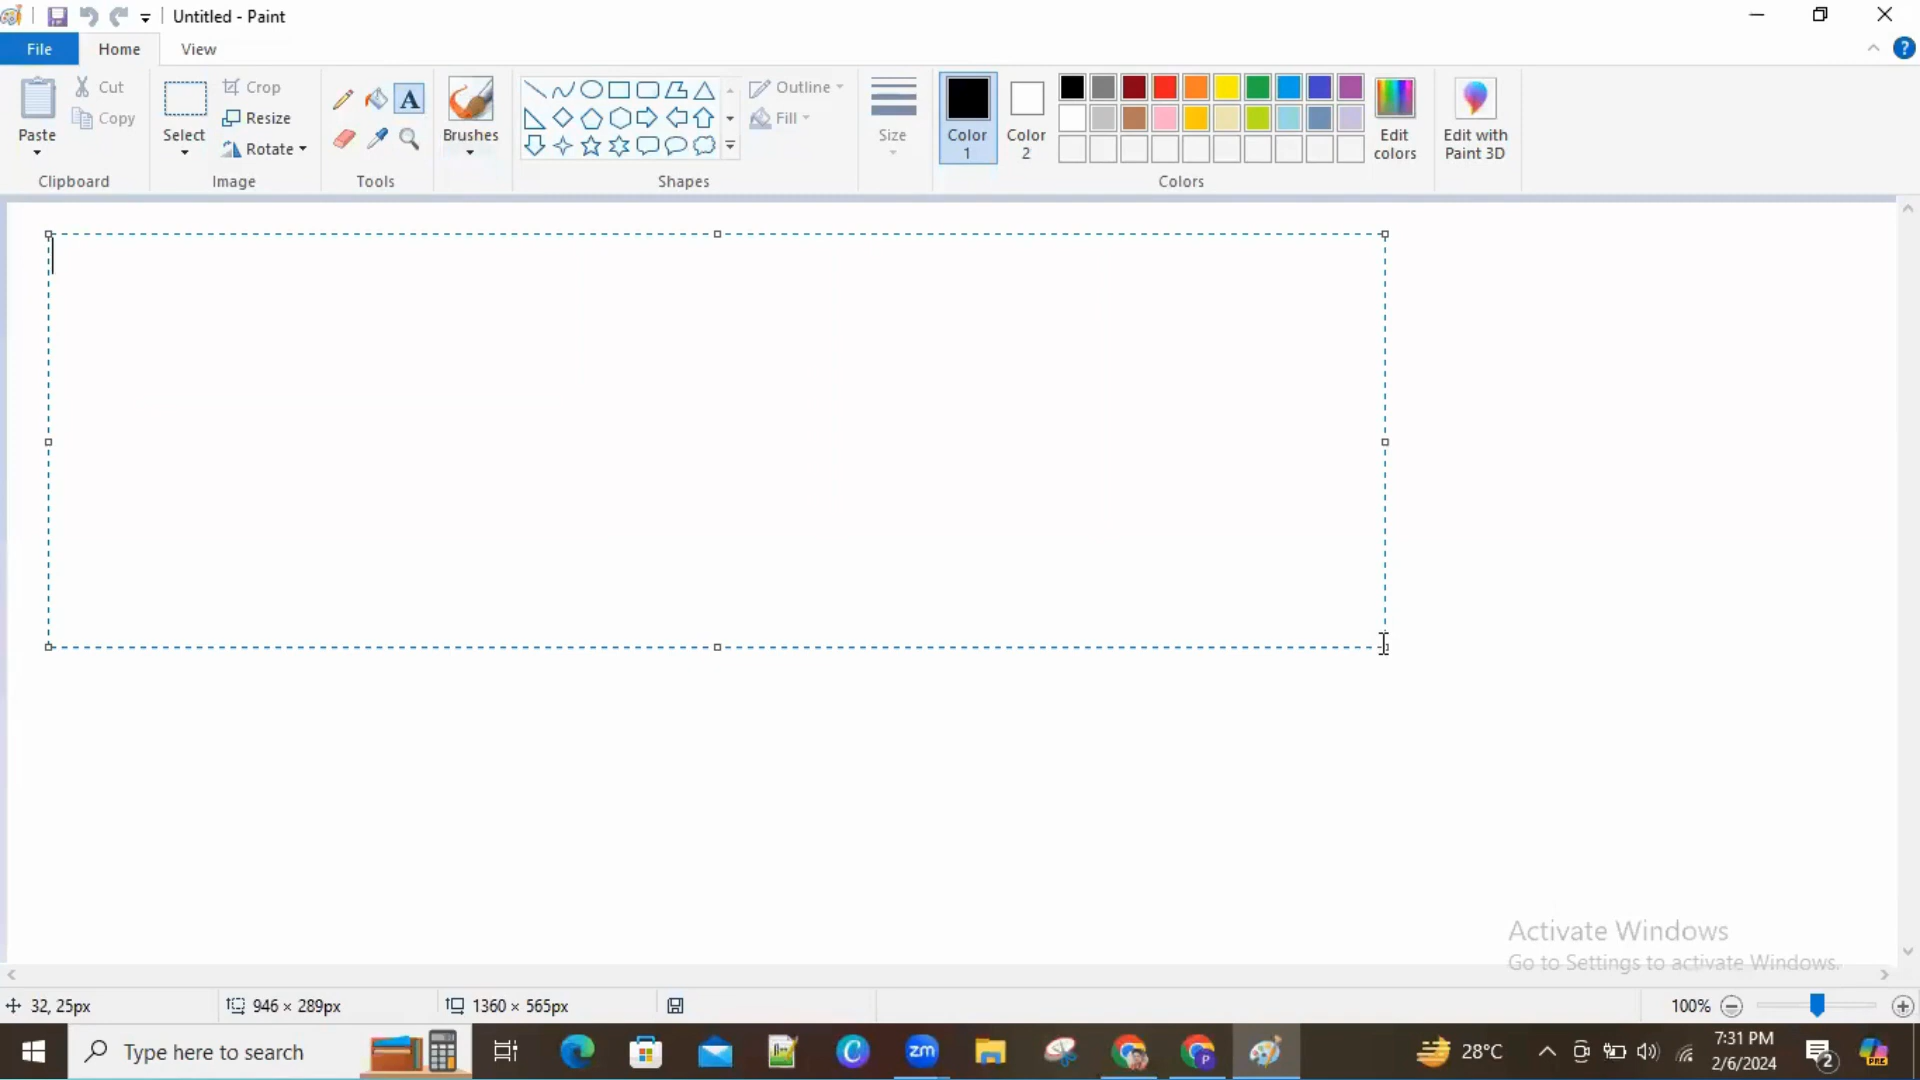 Untitled - Paint
File Home View
Paste Cut Copy Clipboard
Select Crop Resize Rotate Image
A Tools
Brushes
Shapes Outline Fill
Size
Color 1 Color 2 Edit colors Colors
Edit with Paint 3D
Activate Windows
Go to Settings to activate Windows.
32, 25px 946 × 289px 1360 × 565px 100%
Type here to search
zm
P
28°C
7:31 PM
2/6/2024
2
PRE